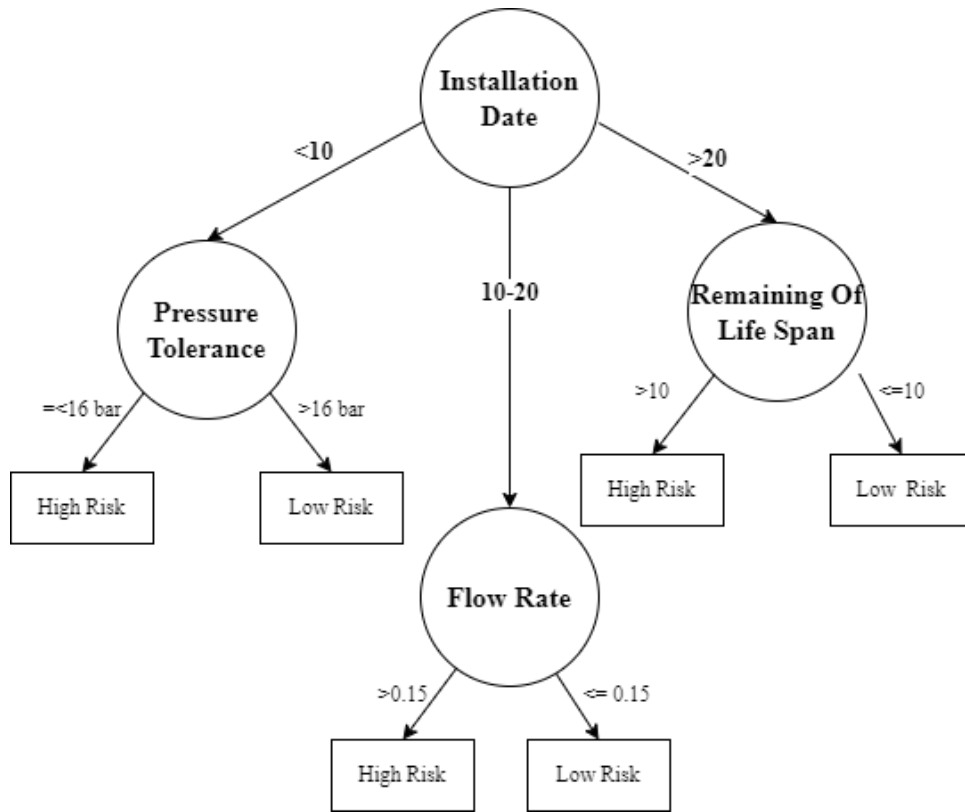 Installation
Date
<10
>20
10-20
Pressure
Tolerance
Remaining Of
Life Span
=<16 bar
>16 bar
>10
<=10
High Risk
Low Risk
High Risk
Low Risk
Flow Rate
>0.15
<= 0.15
High Risk
Low Risk